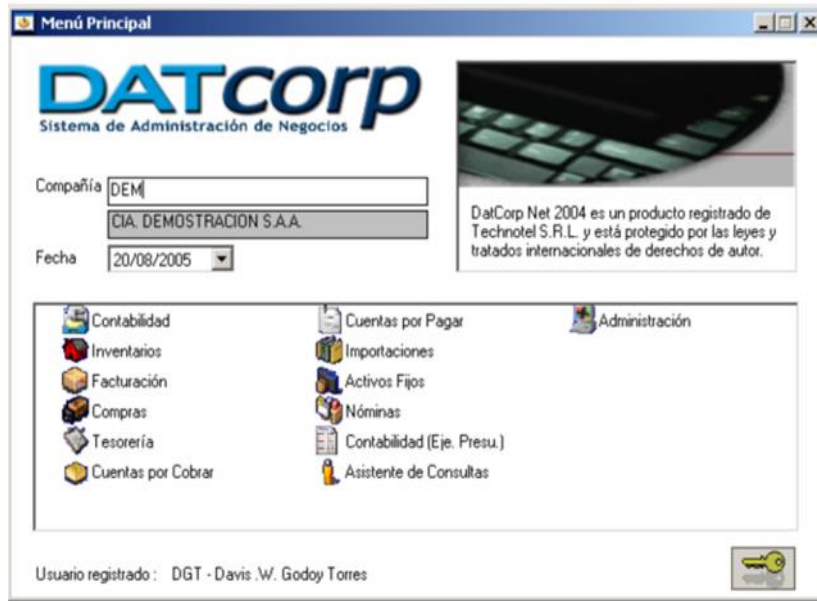 Menú Principal
DATcorp
Sistema de Administración de Negocios
Compañía DEM
CIA. DEMOSTRACION S.A.A.
Fecha 20/08/2005
DatCorp Net 2004 es un producto registrado de
Technotel S.R.L. y está protegido por las leyes y
tratados internacionales de derechos de autor.
Contabilidad
Inventarios
Facturación
Compras
Tesorería
Cuentas por Cobrar
Cuentas por Pagar
Importaciones
Activos Fijos
Nóminas
Contabilidad (Eje. Presu.)
Asistente de Consultas
Administración
Usuario registrado : DGT - Davis .W. Godoy Torres